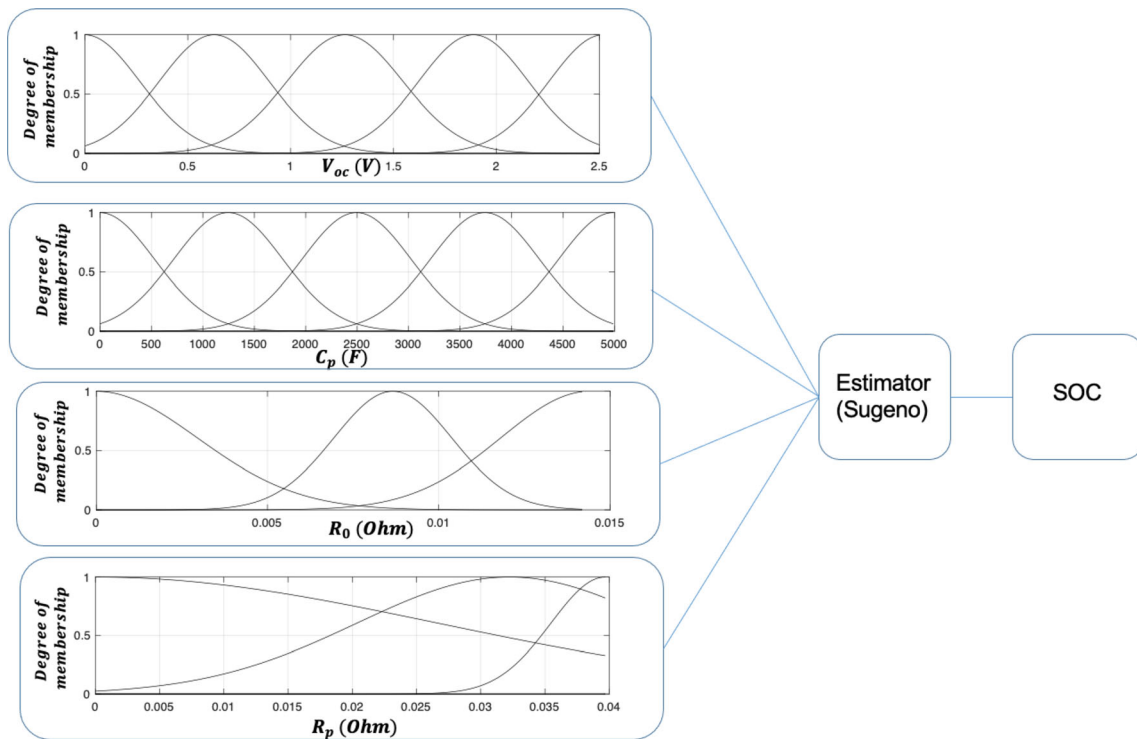 Degree of
membership
1
0.5
0
0 0.5 1 1.5 2 2.5
V_oc (V)
Degree of
membership
1
0.5
0
0 500 1000 1500 2000 2500 3000 3500 4000 4500 5000
C_p (F)
Degree of
membership
1
0.5
0
0 0.005 0.01 0.015
R_0 (Ohm)
Degree of
membership
1
0.5
0
0 0.005 0.01 0.015 0.02 0.025 0.03 0.035 0.04
R_p (Ohm)
Estimator
(Sugeno)
SOC